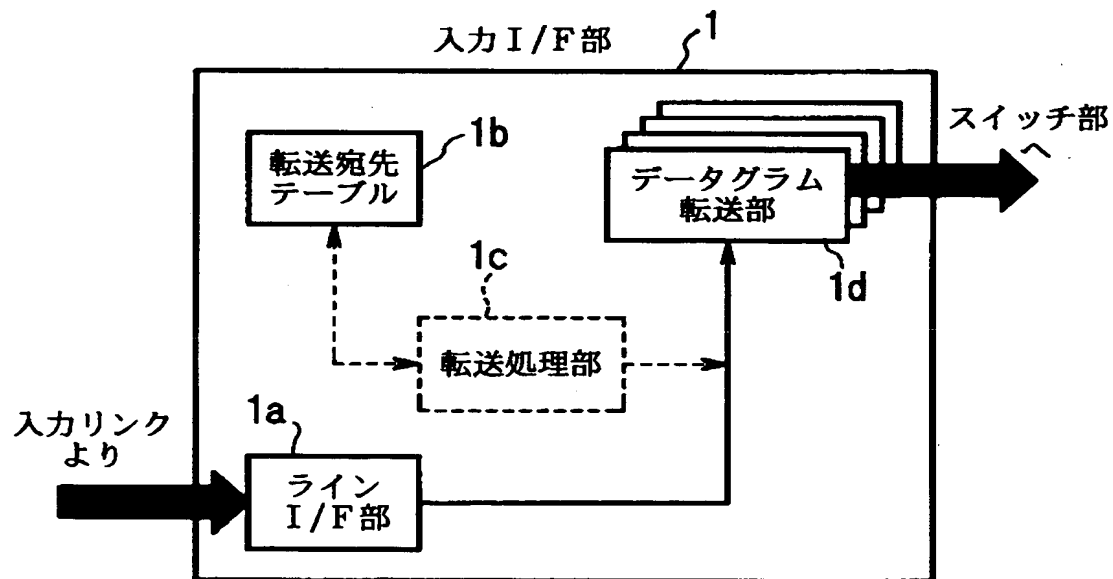 入力Ｉ/Ｆ部
1
スイッチ部
へ
1b
転送宛先
テーブル
データグラム
転送部
1d
1c
転送処理部
1a
入力リンク
より
ライン
Ｉ/Ｆ部